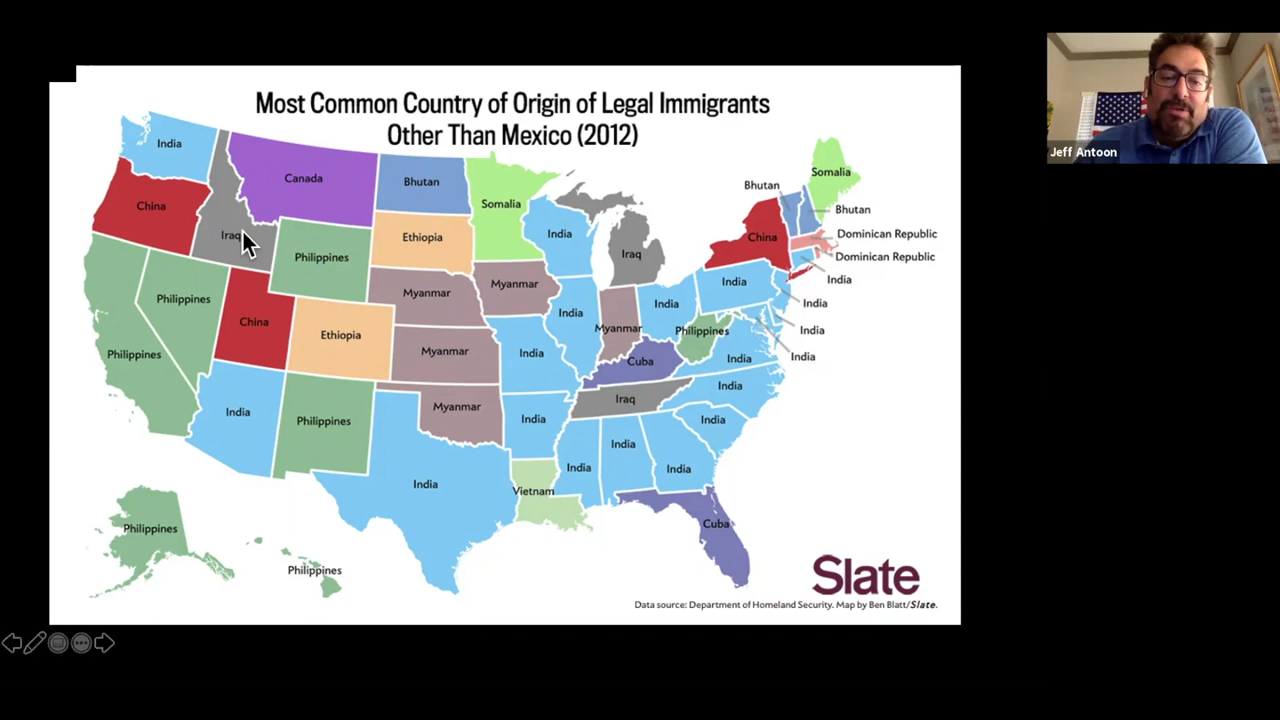 Most Common Country of Origin of Legal Immigrants
Other Than Mexico (2012)
Jeff Antoon
India
Canada
Bhutan
Somalia
Somalia
China
Iraq
Philippines
Ethiopia
India
Iraq
Bhutan
Bhutan
China
Dominican Republic
Dominican Republic
India
Philippines
Philippines
China
Ethiopia
Myanmar
Myanmar
India
Myanmar
India
India
Philippines
India
India
India
India
Philippines
Myanmar
India
Cuba
India
India
Philippines
Myanmar
India
Iraq
India
India
India
India
India
India
Vietnam
Cuba
Philippines
Philippines
Slate
Data source: Department of Homeland Security. Map by Ben Blatt/Slate.